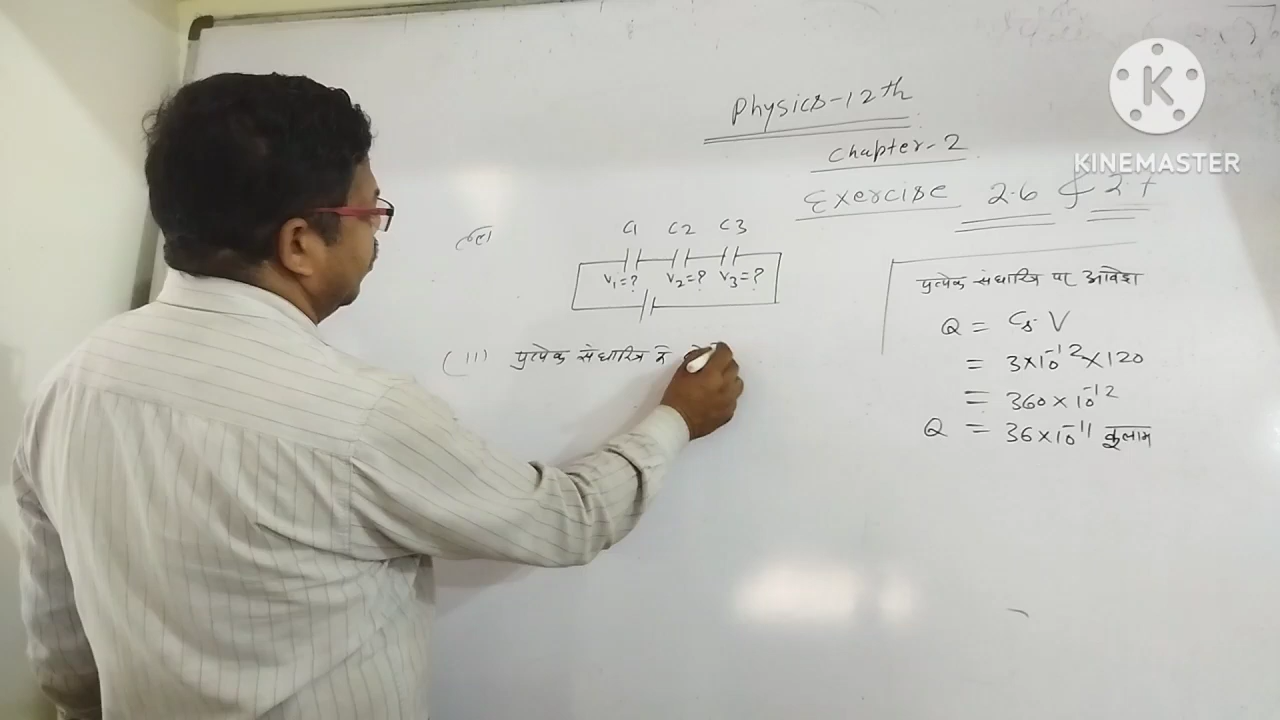 Physics-12th
Chapter-2
Exercise 2.6 & 2.7
K
KINEMASTER
हल
C1 C2 C3
V1=? V2=? V3=?
(11) प्रत्येक संधारित्र में
प्रत्येक संधारित्र पर आवेश
Q = Cs. V
= 3×10^-12 ×120
= 360×10^-12
Q = 36×10^-11 कूलाम